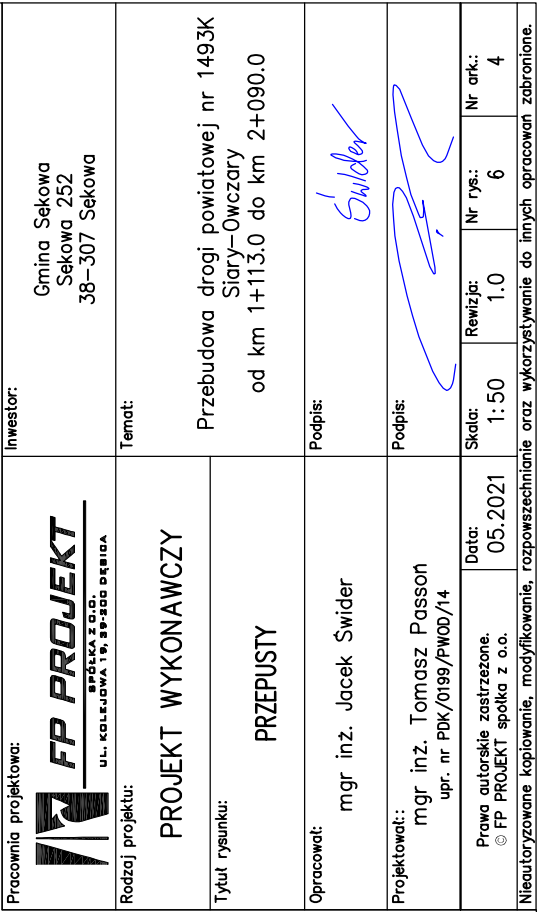 Pracownia projektowa:
FP PROJEKT
SPÓŁKA Z O.O.
UL. KOLEJOWA 19, 39-200 DĘBICA
Inwestor:
Gmina Sękowa
Sękowa 252
38-307 Sękowa
Rodzaj projektu:
PROJEKT WYKONAWCZY
Temat:
Przebudowa drogi powiatowej nr 1493K
Siary-Owczary
od km 1+113.0 do km 2+090.0
Tytuł rysunku:
PRZEPUSTY
Opracował:
mgr inż. Jacek Świder
Podpis:
Świder
Projektował::
mgr inż. Tomasz Passoń
upr. nr PDK/0199/PWOD/14
Podpis:
Prawa autorskie zastrzeżone.
© FP PROJEKT spółka z o.o.
Data:
05.2021
Skala:
1:50
Rewizja:
1.0
Nr rys.:
6
Nr ark.:
4
Nieautoryzowane kopiowanie, modyfikowanie, rozpowszechnianie oraz wykorzystywanie do innych opracowań zabronione.